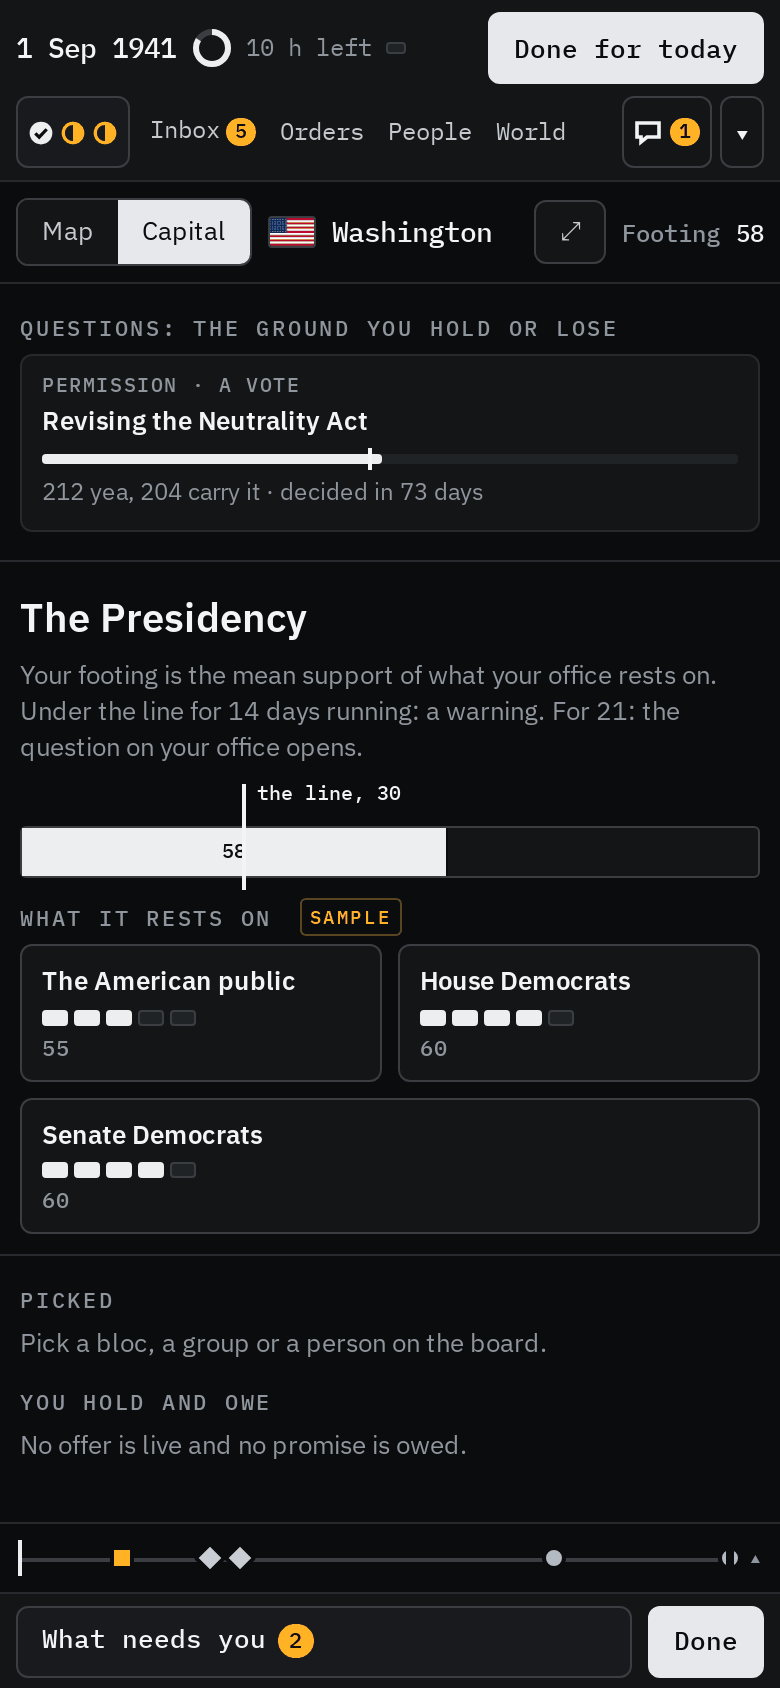 1 Sep 1941 10 h left Done for today
Inbox 5 Orders People World 1
Map Capital Washington Footing 58
QUESTIONS: THE GROUND YOU HOLD OR LOSE
PERMISSION · A VOTE
Revising the Neutrality Act
212 yea, 204 carry it · decided in 73 days
The Presidency
Your footing is the mean support of what your office rests on.
Under the line for 14 days running: a warning. For 21: the
question on your office opens.
the line, 30
58
WHAT IT RESTS ON SAMPLE
The American public
55
House Democrats
60
Senate Democrats
60
PICKED
Pick a bloc, a group or a person on the board.
YOU HOLD AND OWE
No offer is live and no promise is owed.
What needs you 2 Done